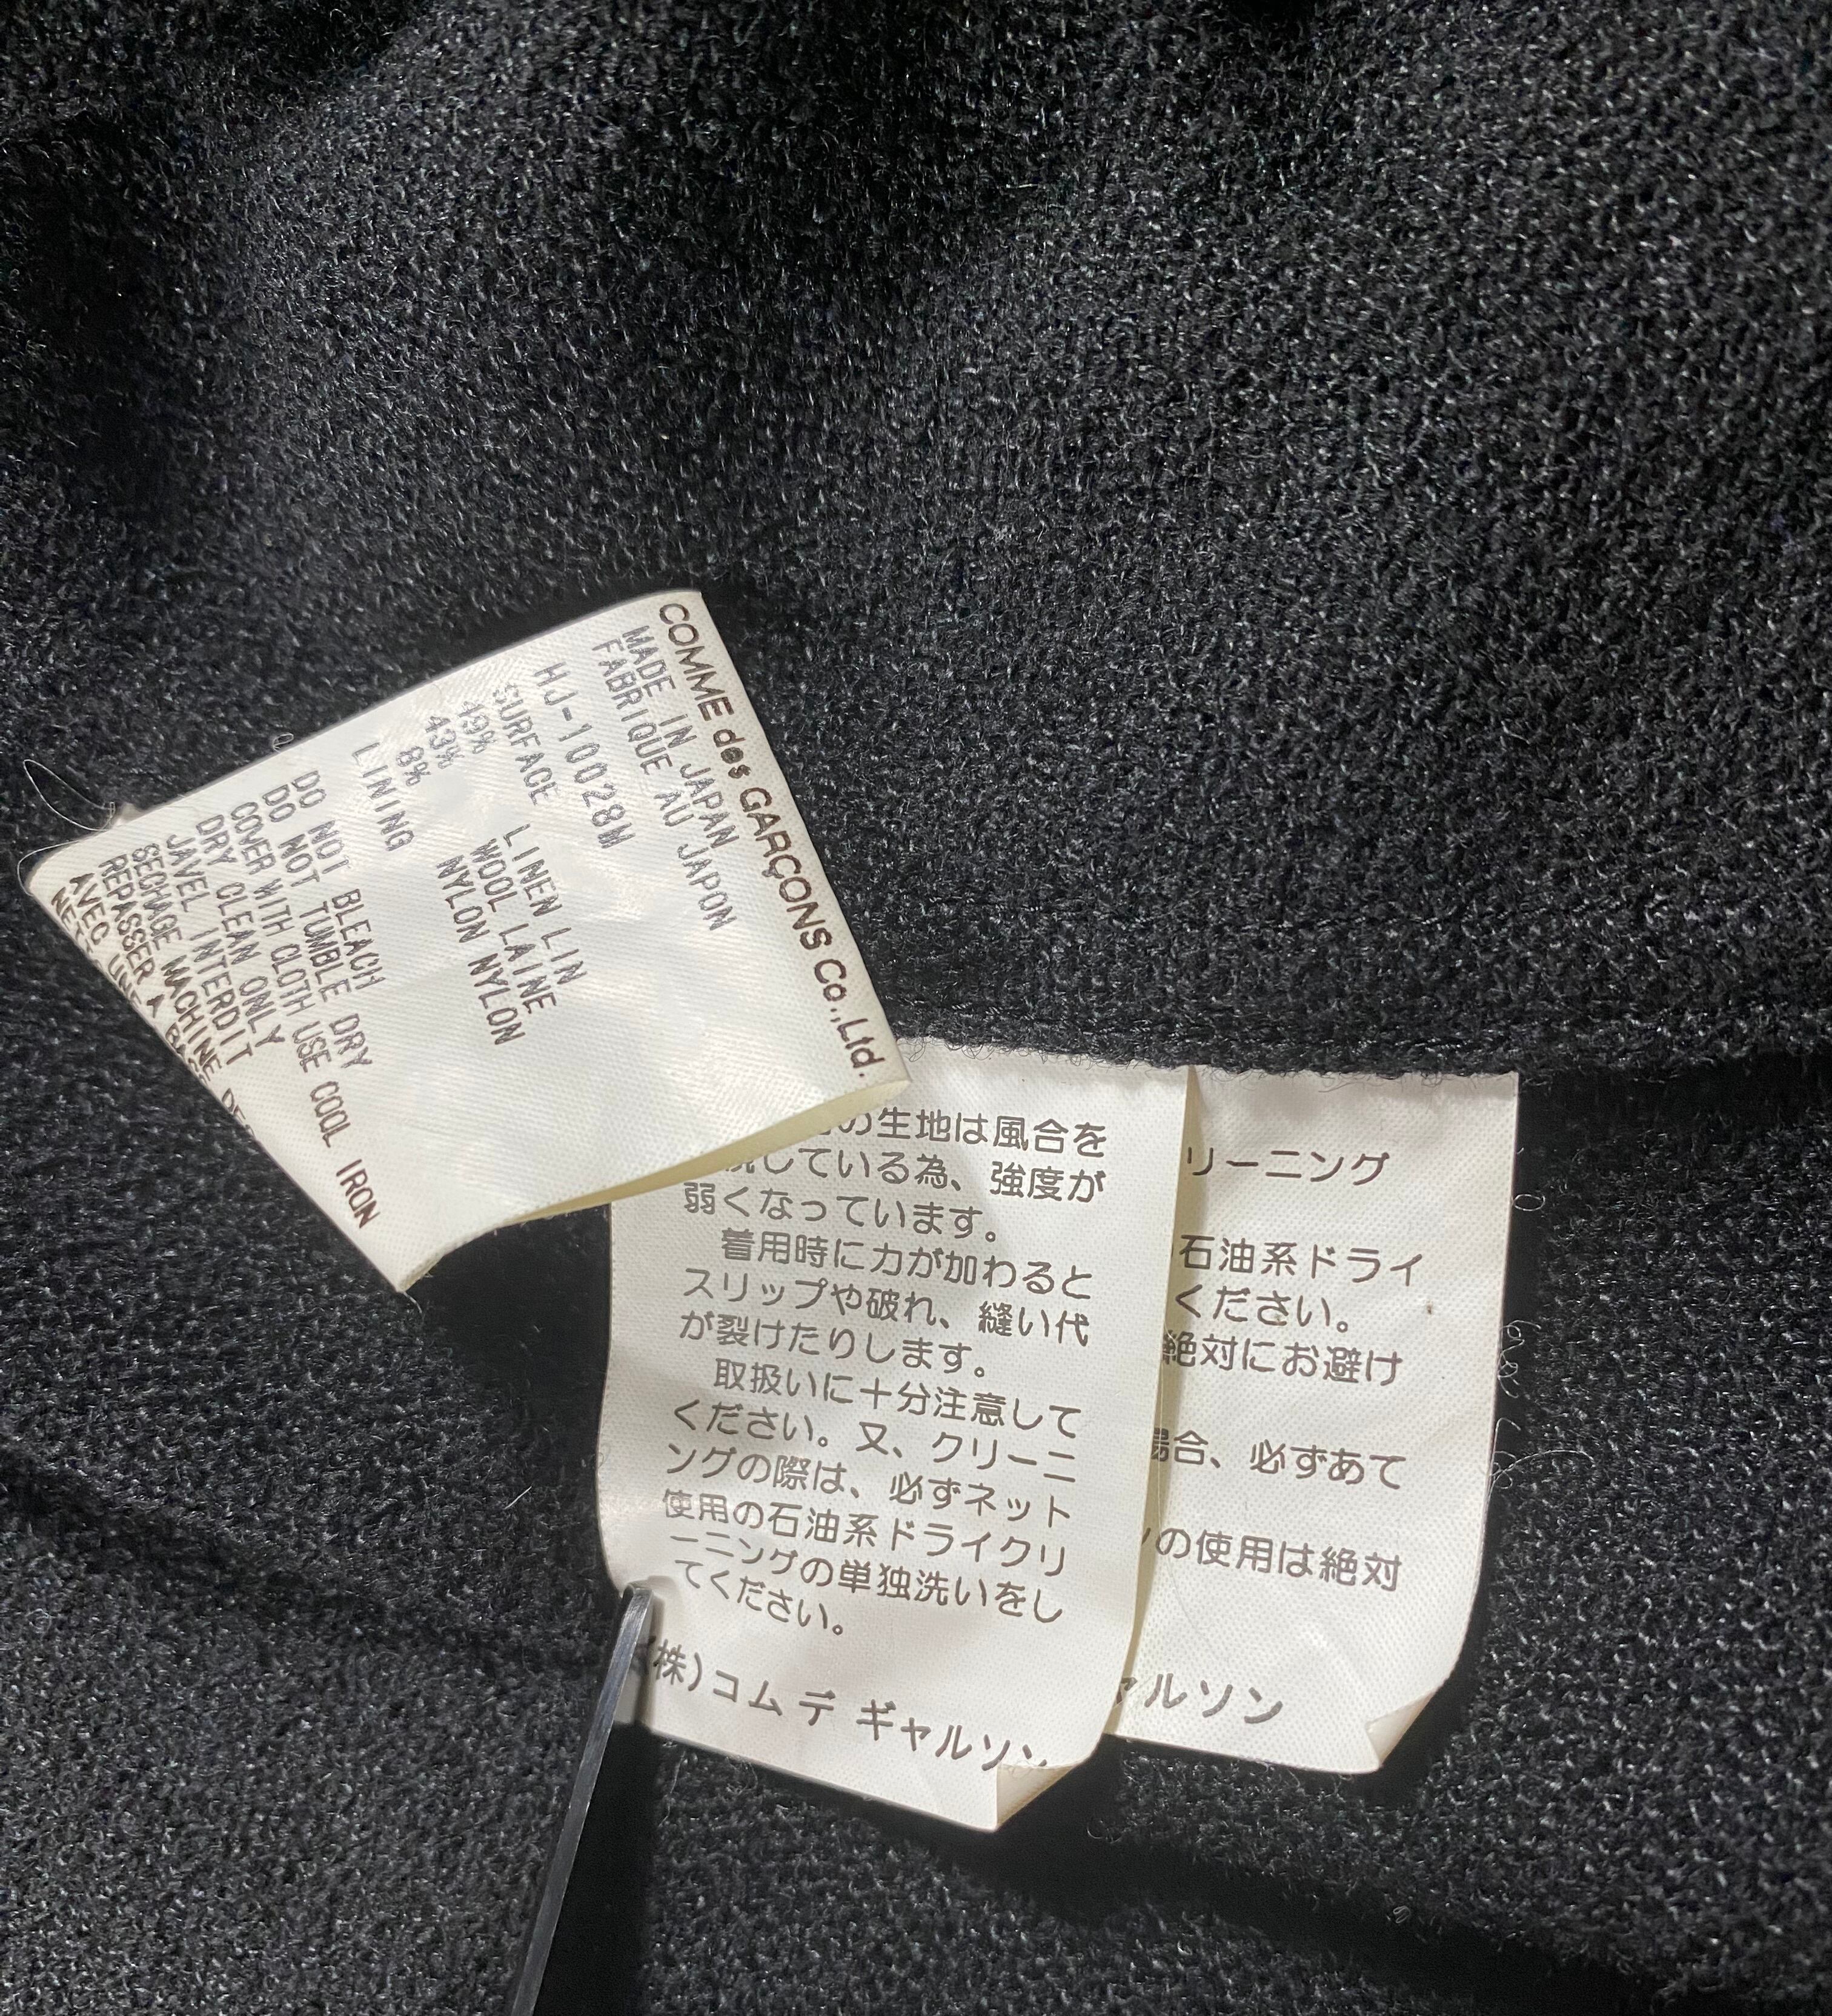 COMME des GARÇONS Co.,Ltd.
MADE IN JAPAN
FABRIQUE AU JAPON
HJ-10028M
SURFACE
49% LINEN LIN
43% WOOL LAINE
8% NYLON NYLON
LINING
DO NOT BLEACH
DO NOT TUMBLE DRY
COVER WITH CLOTH USE COOL IRON
DRY CLEAN ONLY
JAVEL INTERDIT
SECHAGE MACHINE
REPASSER A
AVEC
の生地は風合を
している為、強度が
弱くなっています。
着用時に力が加わると
スリップや破れ、縫い代
が裂けたりします。
取扱いに十分注意して
ください。又、クリーニ
ングの際は、必ずネット
使用の石油系ドライクリ
ーニングの単独洗いをし
てください。
(株)コム デ ギャルソン
リーニング
石油系ドライ
ください。
絶対にお避け
場合、必ずあて
の使用は絶対
ャルソン